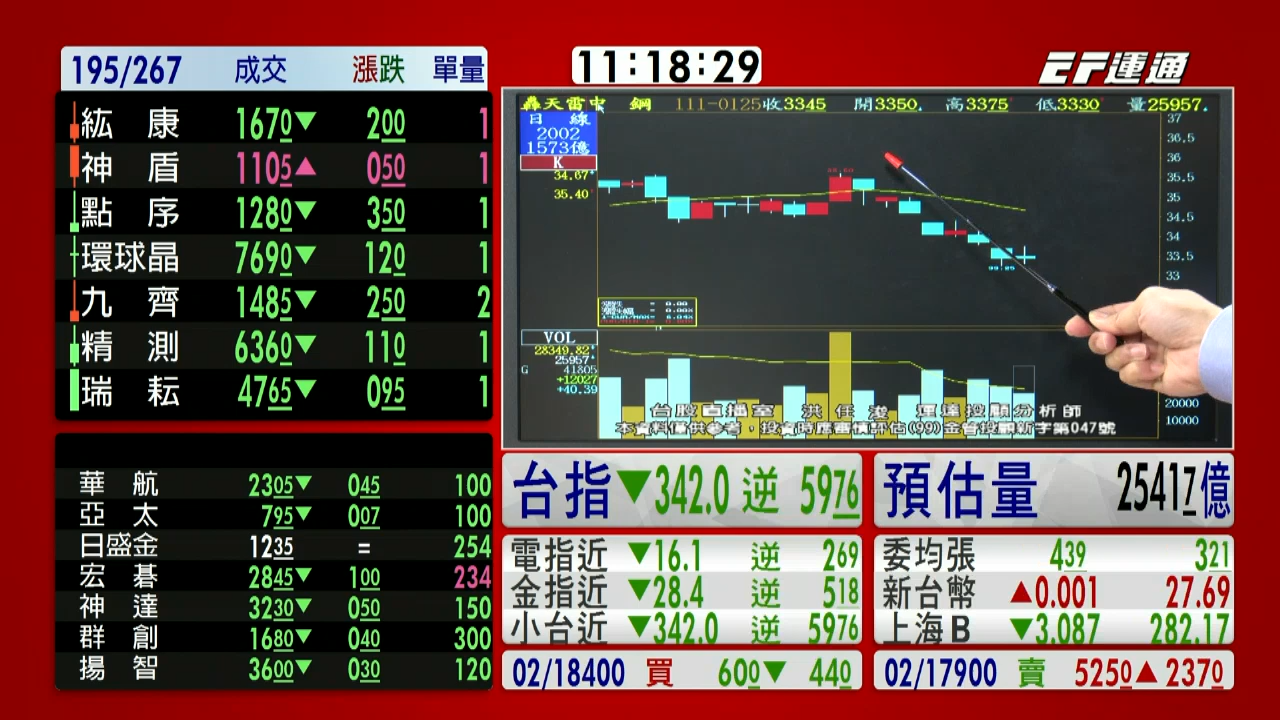 195/267 成交 漲跌 單量
紘康 1670▼ 200 1
神盾 1105▲ 050 1
點序 1280▼ 350 1
環球晶 7690▼ 120 1
九齊 1485▼ 250 2
精測 6360▼ 110 1
瑞耘 4765▼ 095 1
華航 2305▼ 045 100
亞太 795▼ 007 100
日盛金 1235 = 254
宏碁 2845▼ 100 234
神達 3230▼ 050 150
群創 1680▼ 040 300
揚智 3600▼ 030 120
11:18:29
EF運通
轟天雷中 鋼 111-0125收3345 開3350. 高3375 低3330 量25957.
日 線
2002
1573億
K
34.67
35.40
37
36.5
36
35.5
35
34.5
34
33.5
33
VOL
28349.82
25957
G 41805
+12027
+40.39
20000
10000
台股直播室 洪任浚 運達投顧分析師
本資料僅供參考，投資時應審慎評估(99)金管投顧新字第047號
台指▼342.0 逆 5976
預估量 25417億
電指近 ▼16.1 逆 269
金指近 ▼28.4 逆 518
小台近 ▼342.0 逆 5976
委均張 439 321
新台幣 ▲0.001 27.69
上海B ▼3.087 282.17
02/18400 買 600▼ 440
02/17900 賣 5250▲ 2370